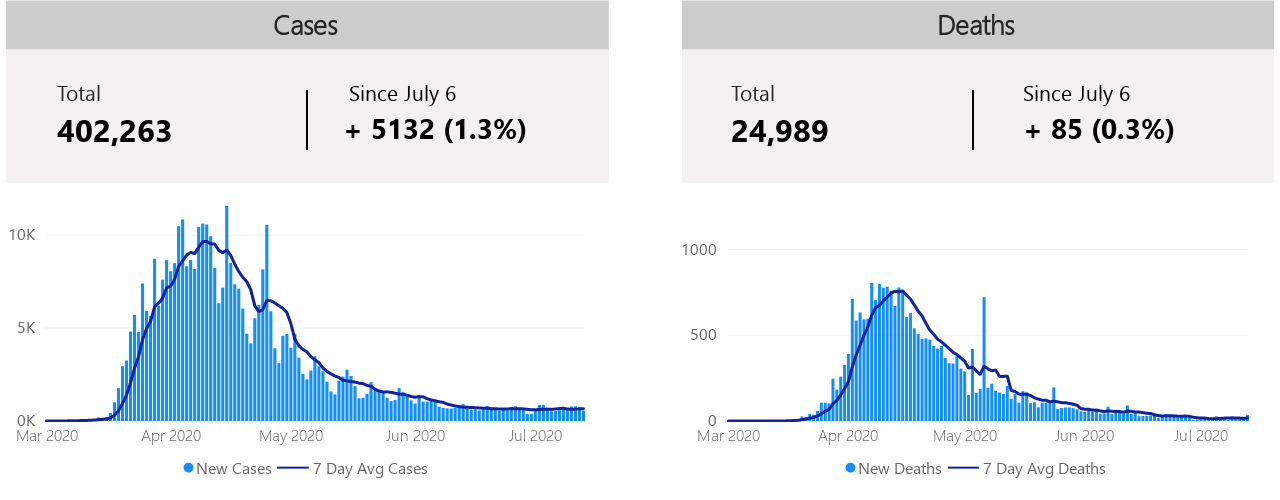 Cases
Total
402,263
Since July 6
+ 5132 (1.3%)
10K
5K
0K
Mar 2020 Apr 2020 May 2020 Jun 2020 Jul 2020
New Cases 7 Day Avg Cases
Deaths
Total
24,989
Since July 6
+ 85 (0.3%)
1000
500
0
Mar 2020 Apr 2020 May 2020 Jun 2020 Jul 2020
New Deaths 7 Day Avg Deaths